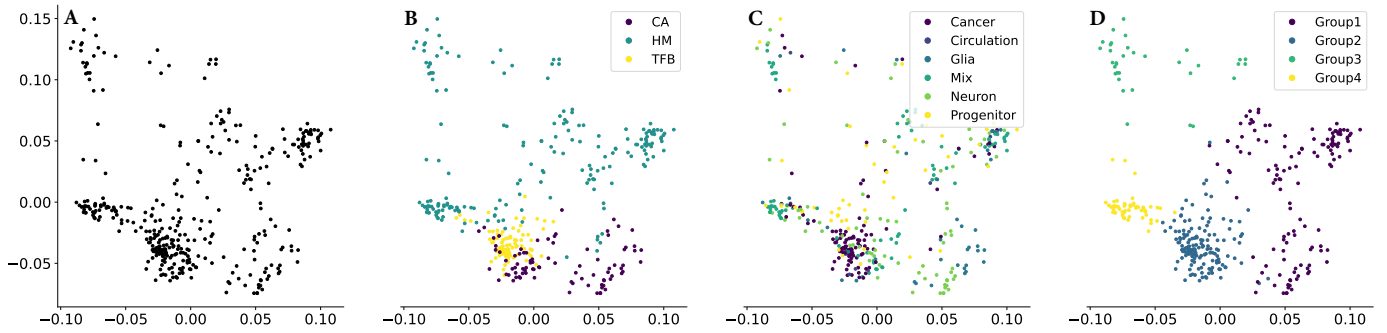 A
B
C
D
0.15
0.10
0.05
0.00
−0.05
CA
HM
TFB
Cancer
Circulation
Glia
Mix
Neuron
Progenitor
Group1
Group2
Group3
Group4
−0.10 −0.05 0.00 0.05 0.10
−0.10 −0.05 0.00 0.05 0.10
−0.10 −0.05 0.00 0.05 0.10
−0.10 −0.05 0.00 0.05 0.10